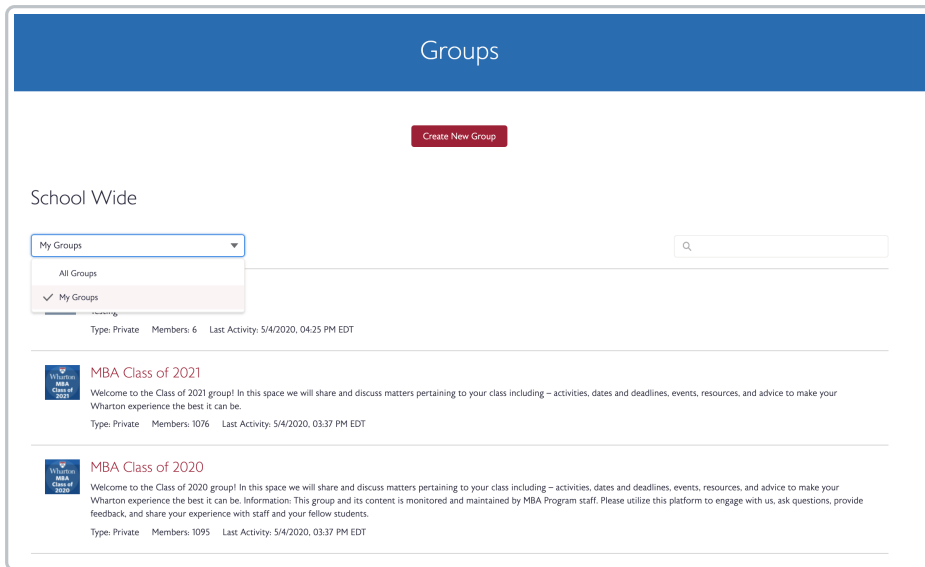 Groups
Create New Group
School Wide
My Groups
All Groups
My Groups
Testing
Type: Private Members: 6 Last Activity: 5/4/2020, 04:25 PM EDT
Wharton
MBA
Class of
2021
MBA Class of 2021
Welcome to the Class of 2021 group! In this space we will share and discuss matters pertaining to your class including – activities, dates and deadlines, events, resources, and advice to make your
Wharton experience the best it can be.
Type: Private Members: 1076 Last Activity: 5/4/2020, 03:37 PM EDT
Wharton
MBA
Class of
2020
MBA Class of 2020
Welcome to the Class of 2020 group! In this space we will share and discuss matters pertaining to your class including – activities, dates and deadlines, events, resources, and advice to make your
Wharton experience the best it can be. Information: This group and its content is monitored and maintained by MBA Program staff. Please utilize this platform to engage with us, ask questions, provide
feedback, and share your experience with staff and your fellow students.
Type: Private Members: 1095 Last Activity: 5/4/2020, 03:37 PM EDT